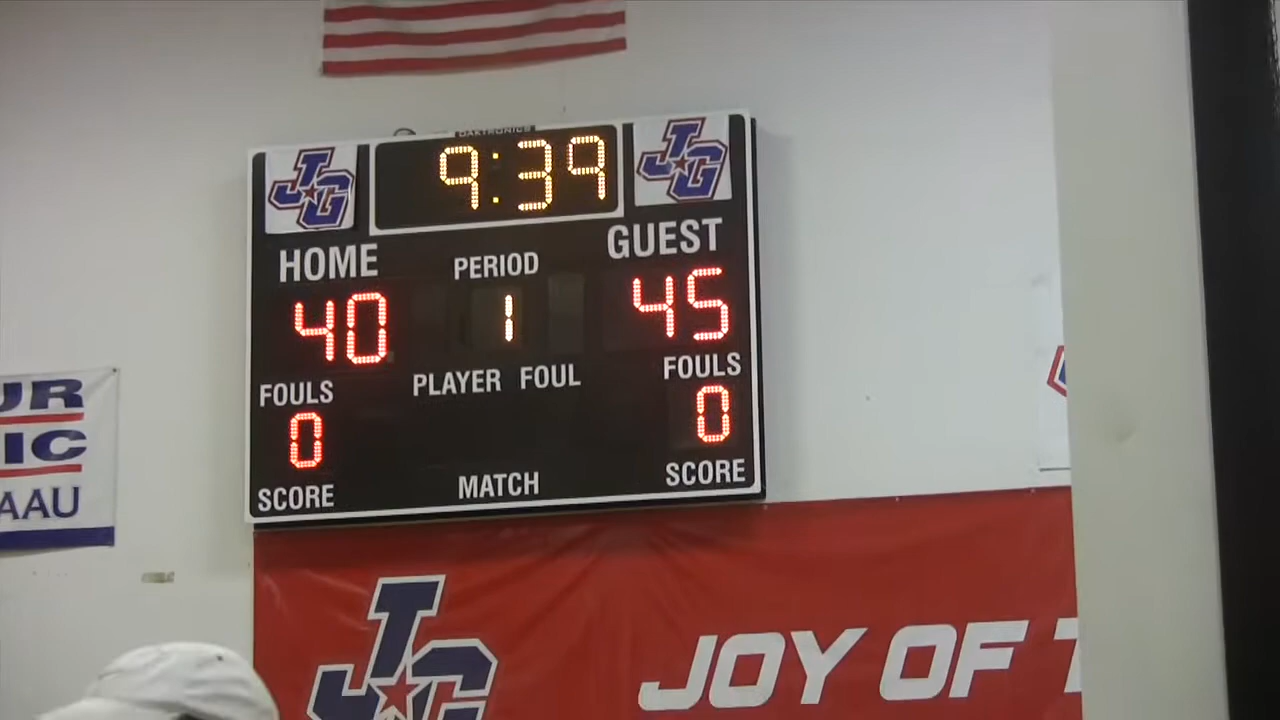 DAKTRONICS
JG
9:39
JG
HOME
PERIOD
GUEST
40
1
45
FOULS
PLAYER FOUL
FOULS
0
0
SCORE
MATCH
SCORE
UR
IC
AAU
JG
JOY OF T